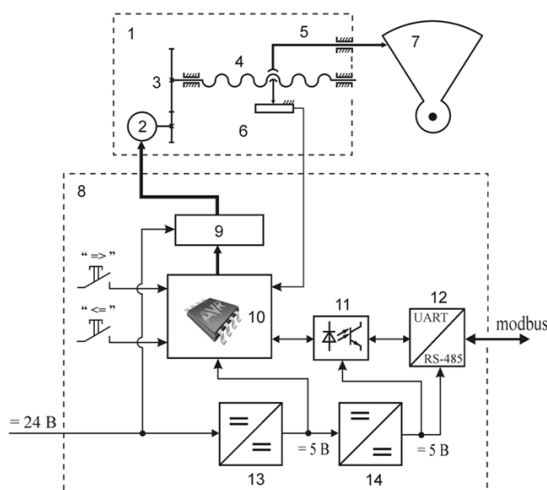 1
5
7
4
3
2
6
8
9
“ => ”
AVR
10
11
12
UART
RS-485
modbus
“ <= ”
= 24 В
= 5 В
= 5 В
13
14